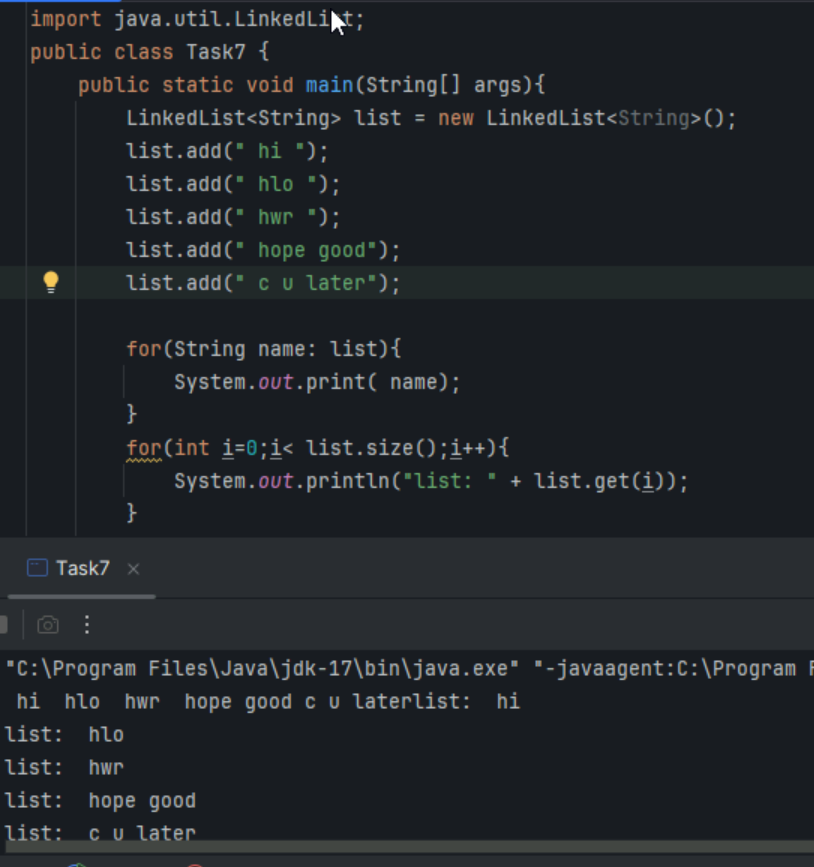 import java.util.LinkedList;
public class Task7 {
    public static void main(String[] args){
        LinkedList<String> list = new LinkedList<String>();
        list.add(" hi ");
        list.add(" hlo ");
        list.add(" hwr ");
        list.add(" hope good");
        list.add(" c u later");
        for(String name: list){
            System.out.print( name);
        }
        for(int i=0;i< list.size();i++){
            System.out.println("list: " + list.get(i));
        }
Task7
"C:\Program Files\Java\jdk-17\bin\java.exe" "-javaagent:C:\Program
 hi  hlo  hwr  hope good c u laterlist:  hi
list:  hlo
list:  hwr
list:  hope good
list:  c u later